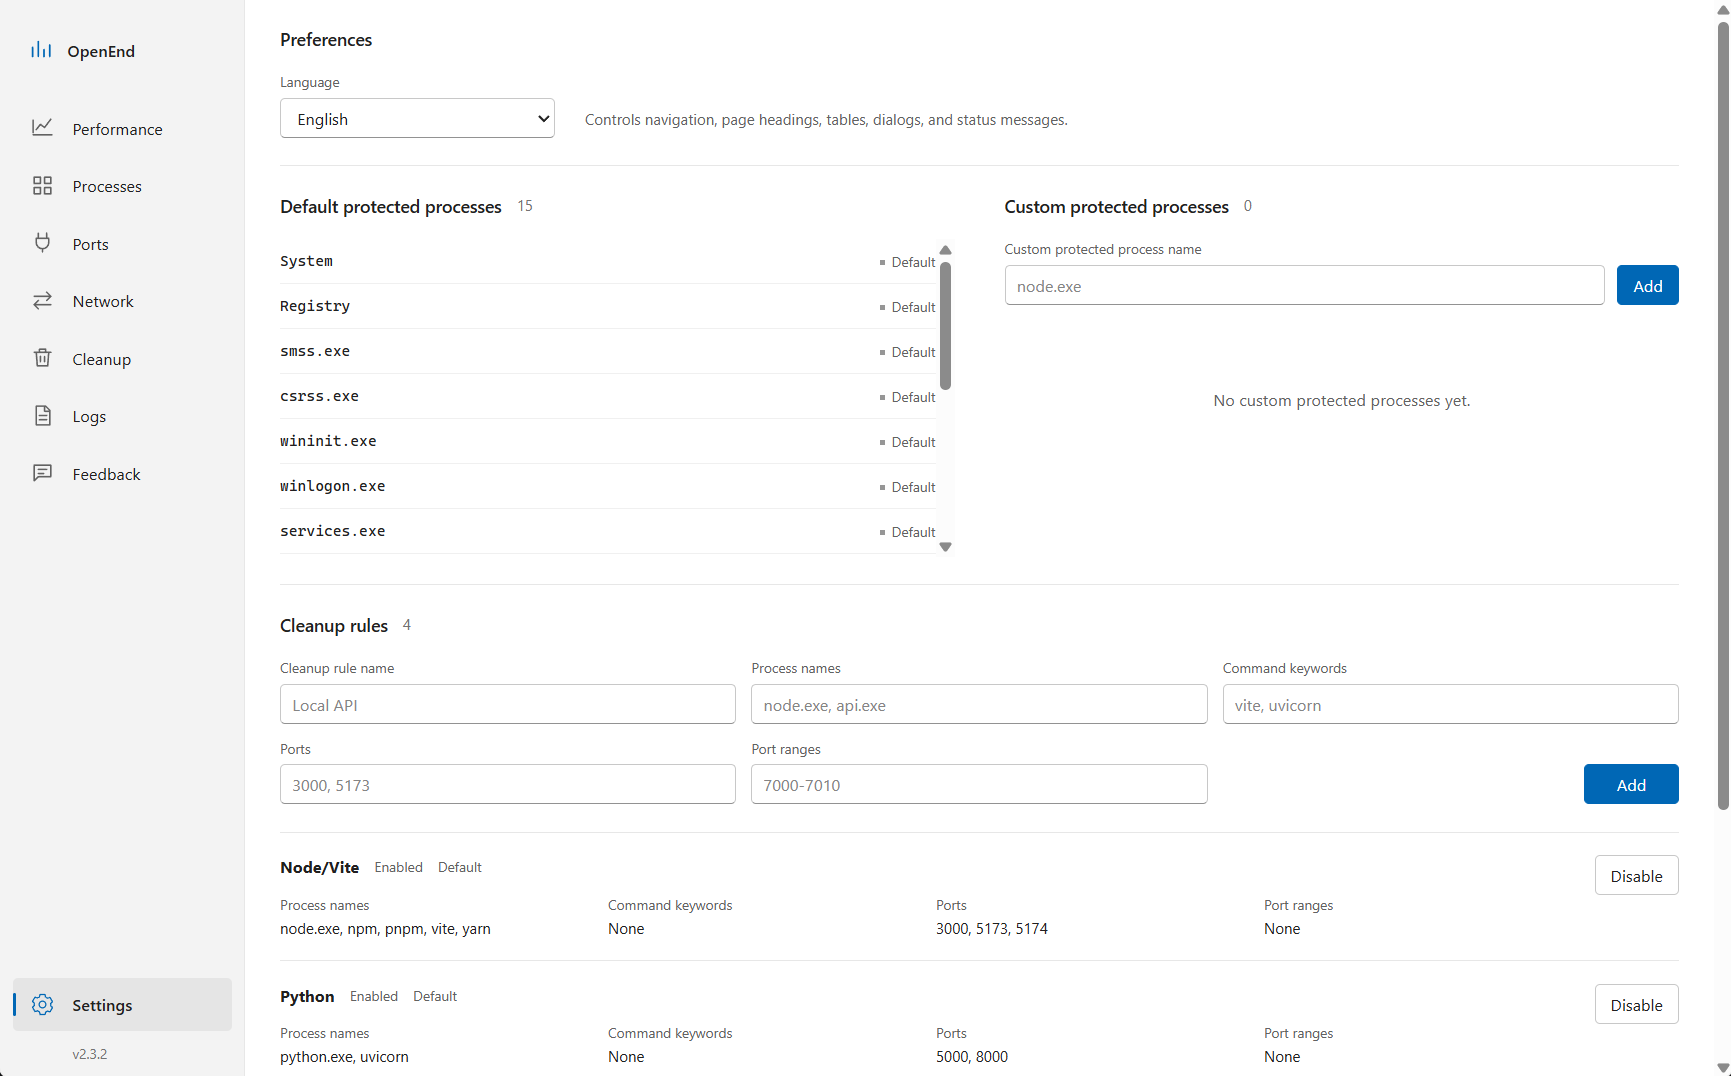 OpenEnd
Performance
Processes
Ports
Network
Cleanup
Logs
Feedback
Settings
v2.3.2
Preferences
Language
English
Controls navigation, page headings, tables, dialogs, and status messages.
Default protected processes 15
System Default
Registry Default
smss.exe Default
csrss.exe Default
wininit.exe Default
winlogon.exe Default
services.exe Default
Custom protected processes 0
Custom protected process name
node.exe Add
No custom protected processes yet.
Cleanup rules 4
Cleanup rule name Process names Command keywords
Local API node.exe, api.exe vite, uvicorn
Ports Port ranges
3000, 5173 7000-7010 Add
Node/Vite Enabled Default Disable
Process names Command keywords Ports Port ranges
node.exe, npm, pnpm, vite, yarn None 3000, 5173, 5174 None
Python Enabled Default Disable
Process names Command keywords Ports Port ranges
python.exe, uvicorn None 5000, 8000 None